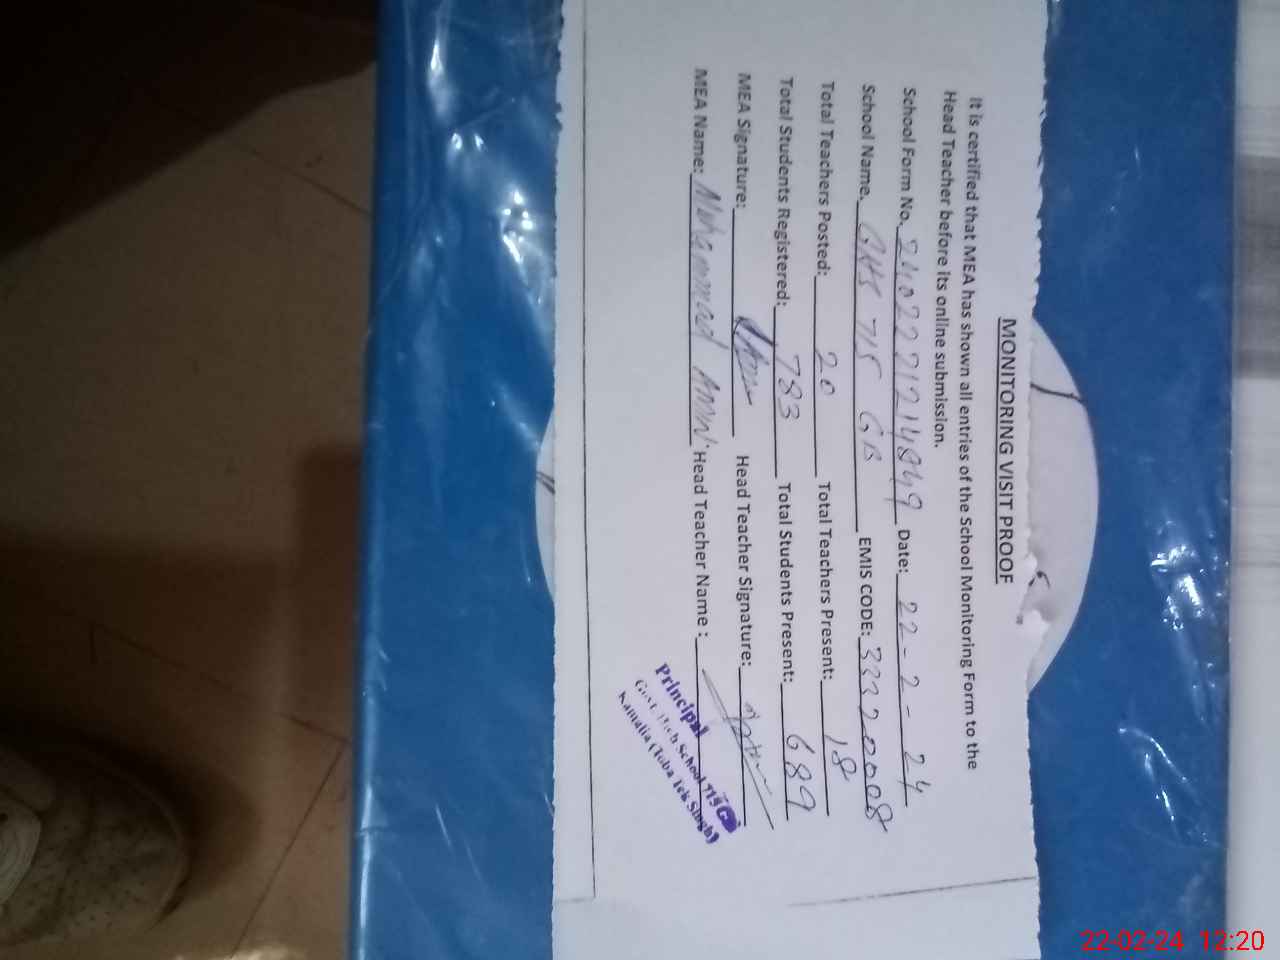 MONITORING VISIT PROOF
It is certified that MEA has shown all entries of the School Monitoring Form to the
Head Teacher before its online submission.
School Form No. 2402221214849 Date: 22-2-24
School Name. GHS 715 GB EMIS CODE: 33320008
Total Teachers Posted: 20 Total Teachers Present: 18
Total Students Registered: 783 Total Students Present: 689
MEA Signature: Head Teacher Signature:
MEA Name: Muhammad Head Teacher Name :
Principal
Govt. High School 715
Kamalia (Toba Tek Singh)
22-02-24 12:20